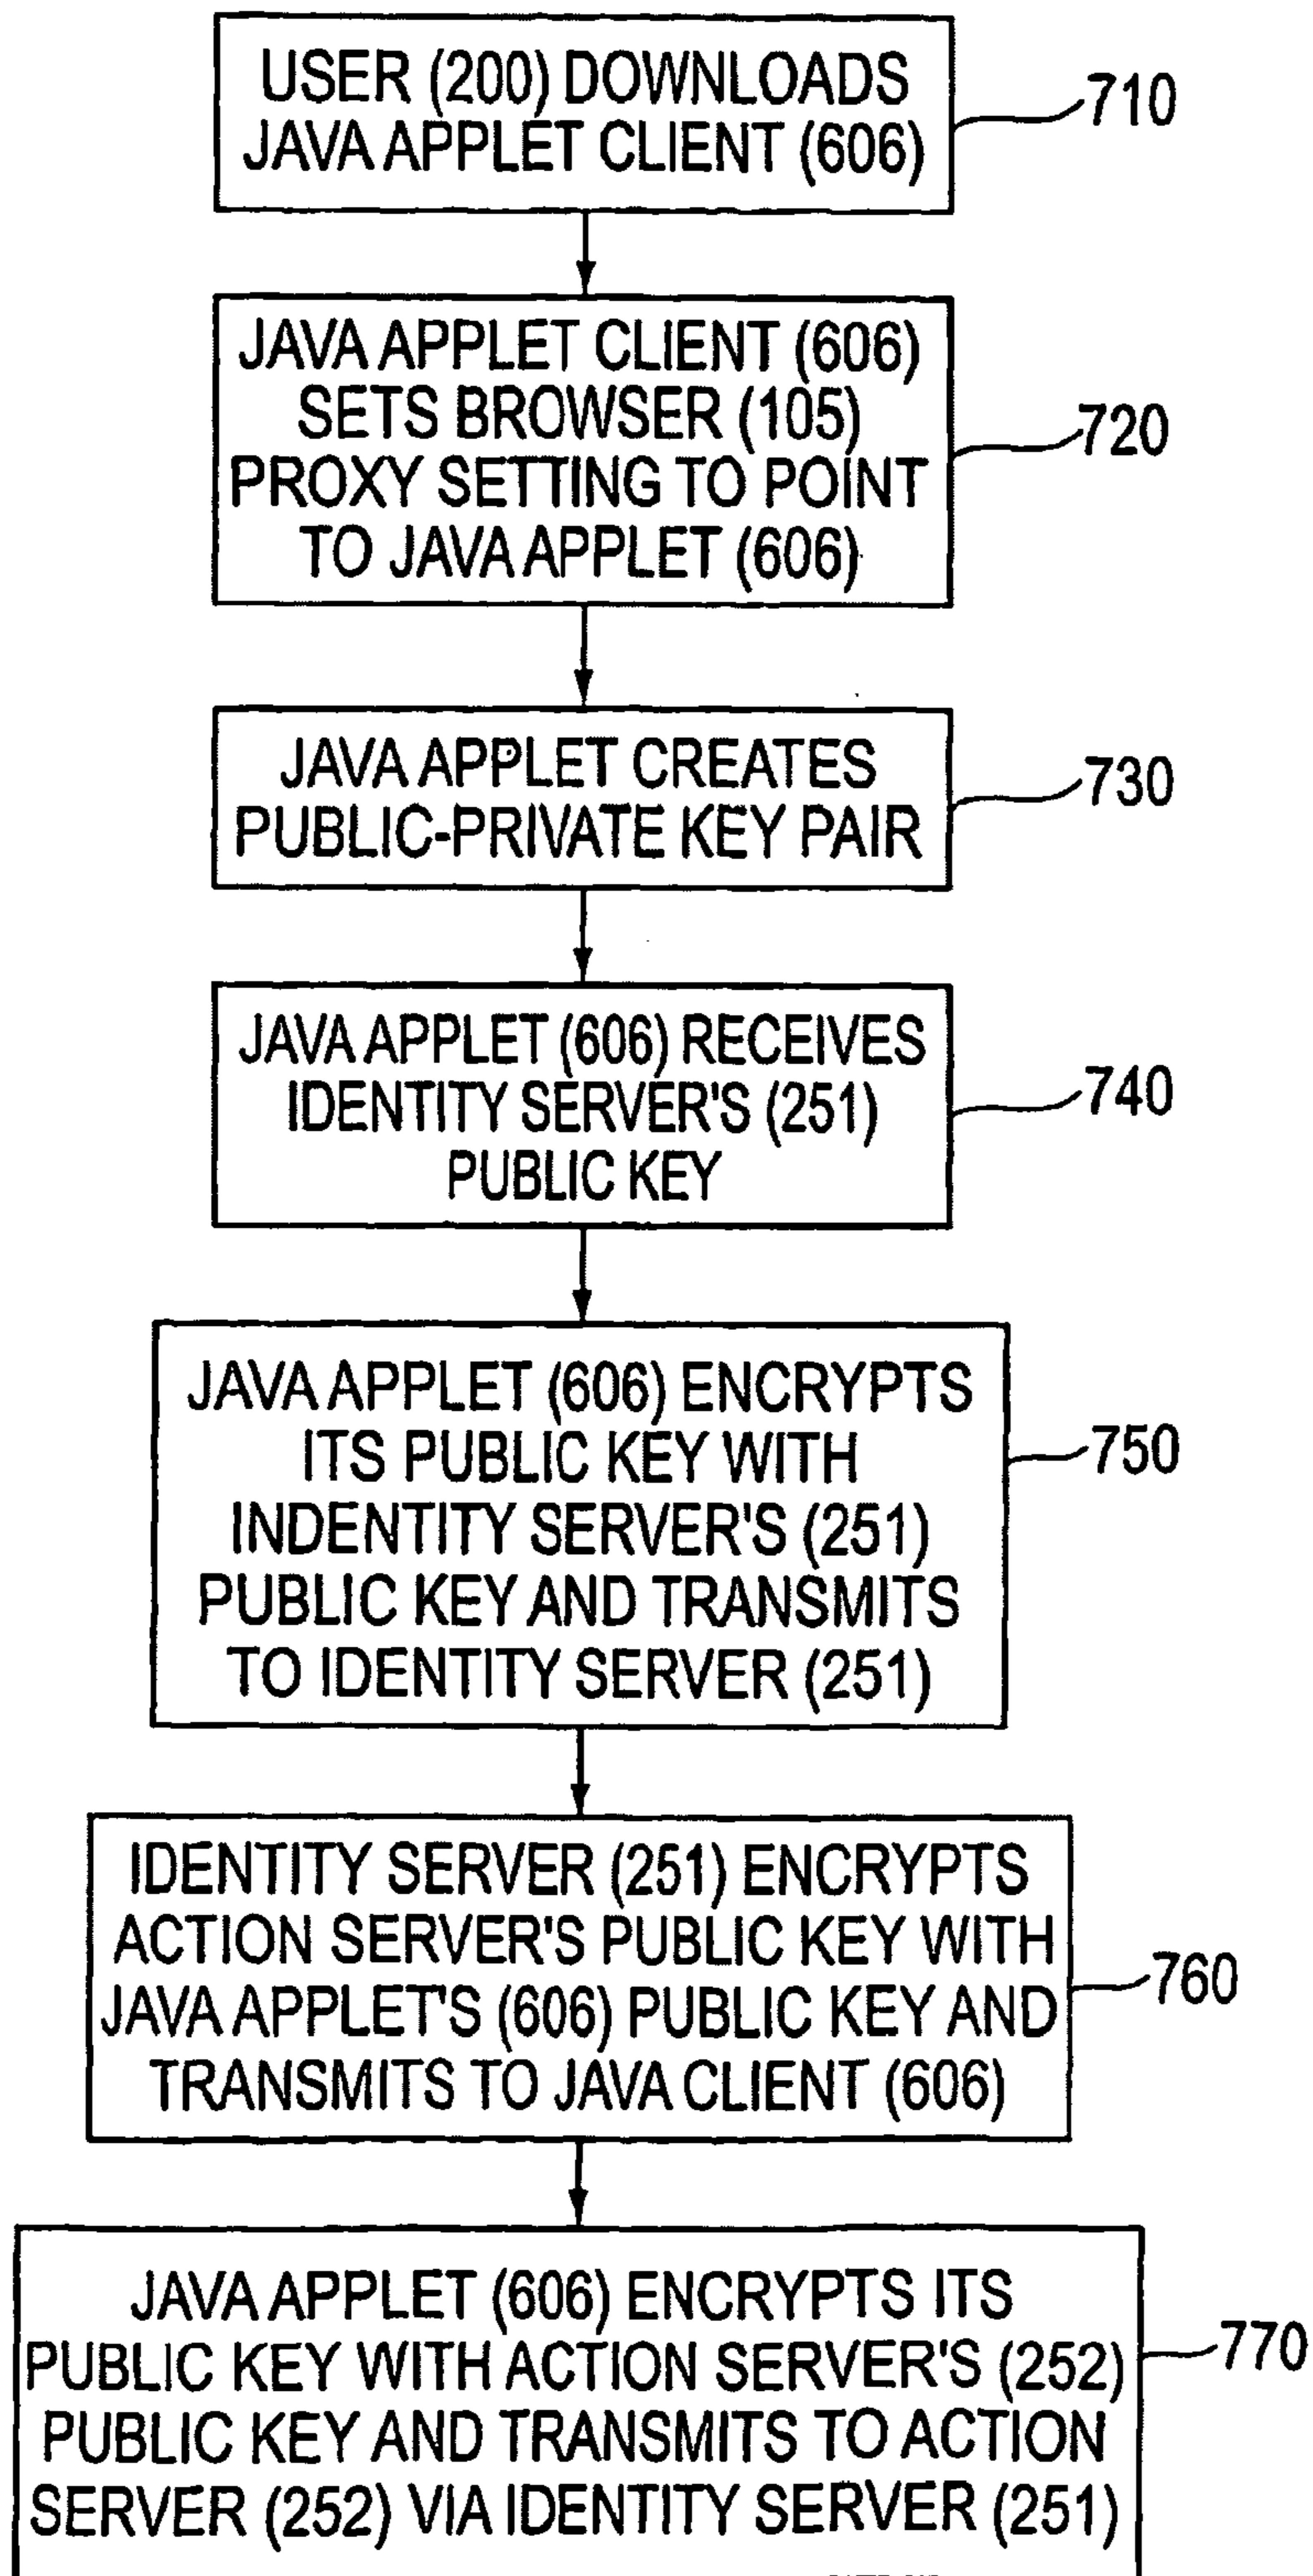 USER (200) DOWNLOADS
JAVA APPLET CLIENT (606)
710
JAVA APPLET CLIENT (606)
SETS BROWSER (105)
PROXY SETTING TO POINT
TO JAVA APPLET (606)
720
JAVA APPLET CREATES
PUBLIC-PRIVATE KEY PAIR
730
JAVA APPLET (606) RECEIVES
IDENTITY SERVER'S (251)
PUBLIC KEY
740
JAVA APPLET (606) ENCRYPTS
ITS PUBLIC KEY WITH
INDENTITY SERVER'S (251)
PUBLIC KEY AND TRANSMITS
TO IDENTITY SERVER (251)
750
IDENTITY SERVER (251) ENCRYPTS
ACTION SERVER'S PUBLIC KEY WITH
JAVA APPLET'S (606) PUBLIC KEY AND
TRANSMITS TO JAVA CLIENT (606)
760
JAVA APPLET (606) ENCRYPTS ITS
PUBLIC KEY WITH ACTION SERVER'S (252)
PUBLIC KEY AND TRANSMITS TO ACTION
SERVER (252) VIA IDENTITY SERVER (251)
770